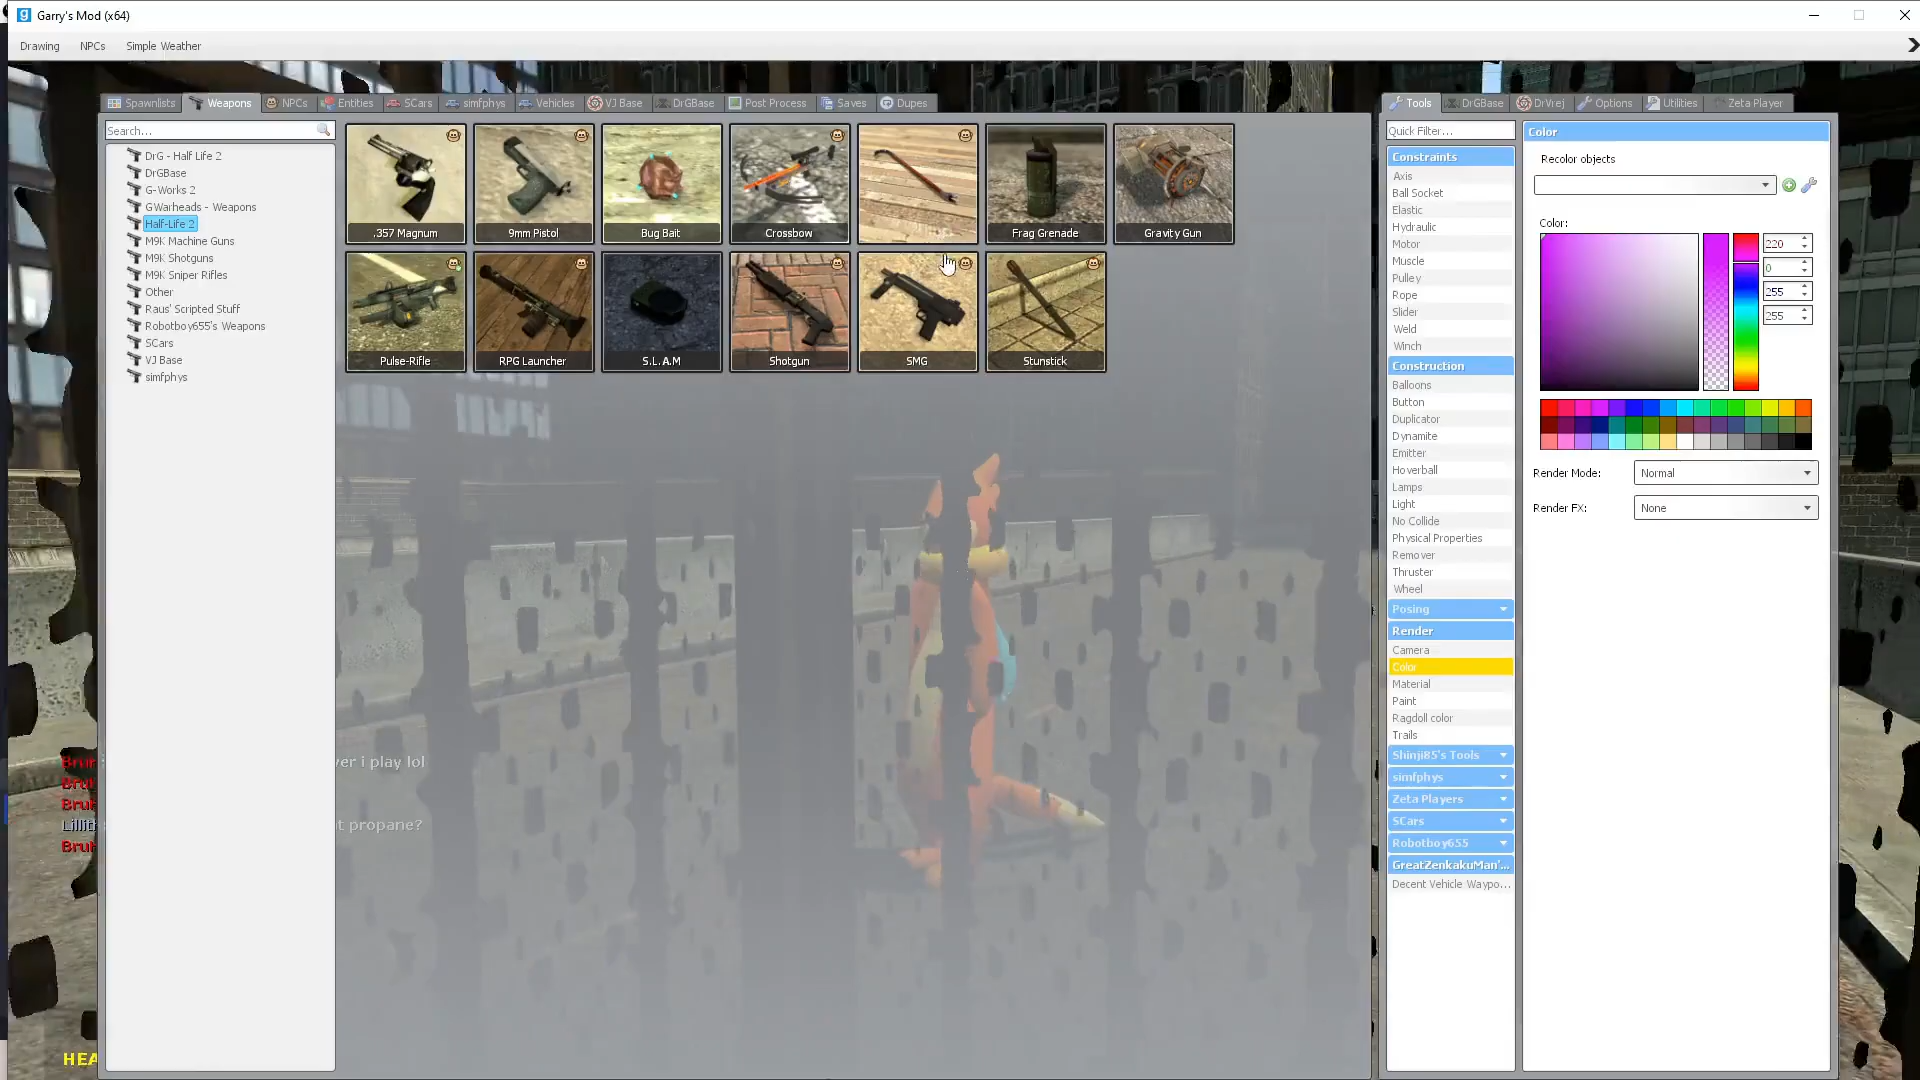 Garry's Mod (x64)
Drawing NPCs Simple Weather
Spawnlists Weapons NPCs Entities SCars simfphys Vehicles VJ Base DrGBase Post Process Saves Dupes
Search...
DrG - Half Life 2
DrGBase
G-Works 2
GWarheads - Weapons
Half-Life 2
M9K Machine Guns
M9K Shotguns
M9K Sniper Rifles
Other
Raus' Scripted Stuff
Robotboy655's Weapons
SCars
VJ Base
simfphys
.357 Magnum 9mm Pistol Bug Bait Crossbow Frag Grenade Gravity Gun
Pulse-Rifle RPG Launcher S.L.A.M Shotgun SMG Stunstick
ver i play lol
Lillith
t propane?
HEA
Tools DrGBase DrVrej Options Utilities Zeta Player
Quick Filter...
Constraints
Axis
Ball Socket
Elastic
Hydraulic
Motor
Muscle
Pulley
Rope
Slider
Weld
Winch
Construction
Balloons
Button
Duplicator
Dynamite
Emitter
Hoverball
Lamps
Light
No Collide
Physical Properties
Remover
Thruster
Wheel
Posing
Render
Camera
Color
Material
Paint
Ragdoll color
Trails
Shinji85's Tools
simfphys
Zeta Players
SCars
Robotboy655
GreatZenkakuMan'...
Decent Vehicle Waypo...
Color
Recolor objects
Color:
220
0
255
255
Render Mode: Normal
Render FX: None